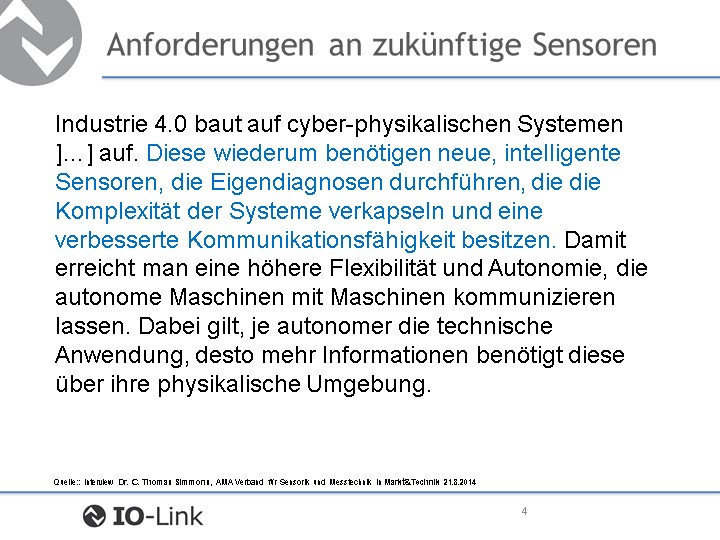 Anforderungen an zukünftige Sensoren
Industrie 4.0 baut auf cyber-physikalischen Systemen
]…] auf. Diese wiederum benötigen neue, intelligente
Sensoren, die Eigendiagnosen durchführen, die die
Komplexität der Systeme verkapseln und eine
verbesserte Kommunikationsfähigkeit besitzen. Damit
erreicht man eine höhere Flexibilität und Autonomie, die
autonome Maschinen mit Maschinen kommunizieren
lassen. Dabei gilt, je autonomer die technische
Anwendung, desto mehr Informationen benötigt diese
über ihre physikalische Umgebung.
Quelle: : Interview Dr. C. Thomas Simmons, AMA Verband für Sensorik und Messtechnik in Markt&Technik 21.8.2014
IO-Link
4